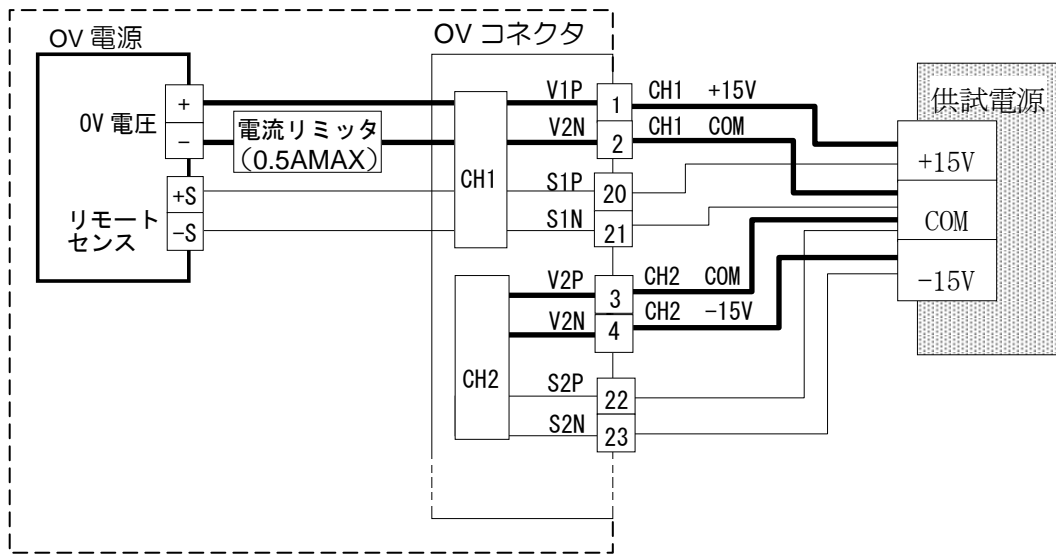 OV 電源
OV コネクタ
OV 電圧
+
−
電流リミッタ
(0.5AMAX)
リモート
センス
+S
−S
CH1
V1P
1
CH1 +15V
V2N
2
CH1 COM
S1P
20
S1N
21
CH2
V2P
3
CH2 COM
V2N
4
CH2 −15V
S2P
22
S2N
23
供試電源
+15V
COM
−15V